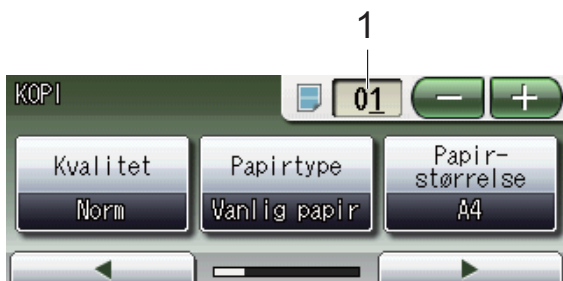 1
KOPI 01 - +
Kvalitet Papirtype Papir-
størrelse
Norm Vanlig papir A4